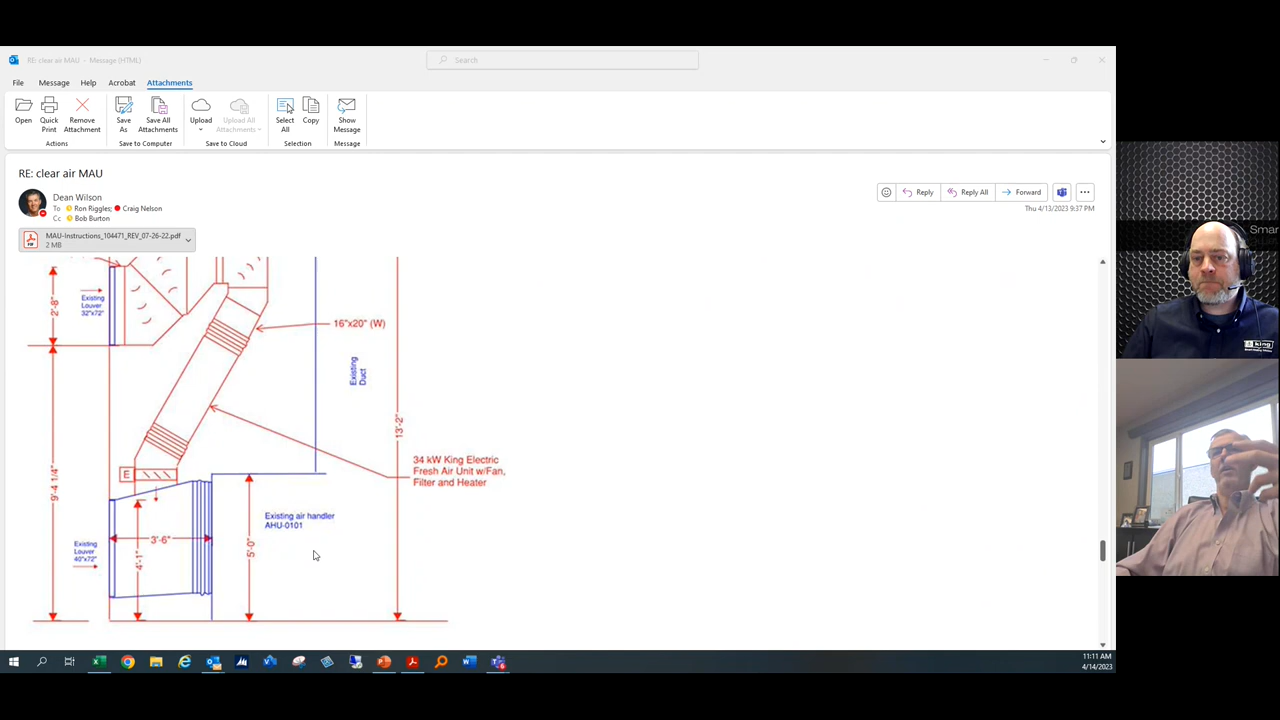 RE: clear air MAU - Message (HTML)
Search
File Message Help Acrobat Attachments
Open Quick Print Remove Attachment Save As Save All Attachments Upload Upload All Attachments Select All Copy Show Message
Actions Save to Computer Save to Cloud Selection Message
RE: clear air MAU
Dean Wilson
To Ron Riggles; Craig Nelson
Cc Bob Burton
Reply Reply All Forward
Thu 4/13/2023 9:37 PM
MAU-Instructions_104471_REV_07-26-22.pdf
2 MB
2'-8"
Existing
Louver
32"x72"
16"x20" (W)
Existing
Duct
13'-2"
9'-4 1/4"
34 kW King Electric
Fresh Air Unit w/Fan,
Filter and Heater
E
Existing air handler
AHU-0101
3'-6"
4'-1"
5'-0"
Existing
Louver
40"x72"
11:11 AM
4/14/2023
Smar
king